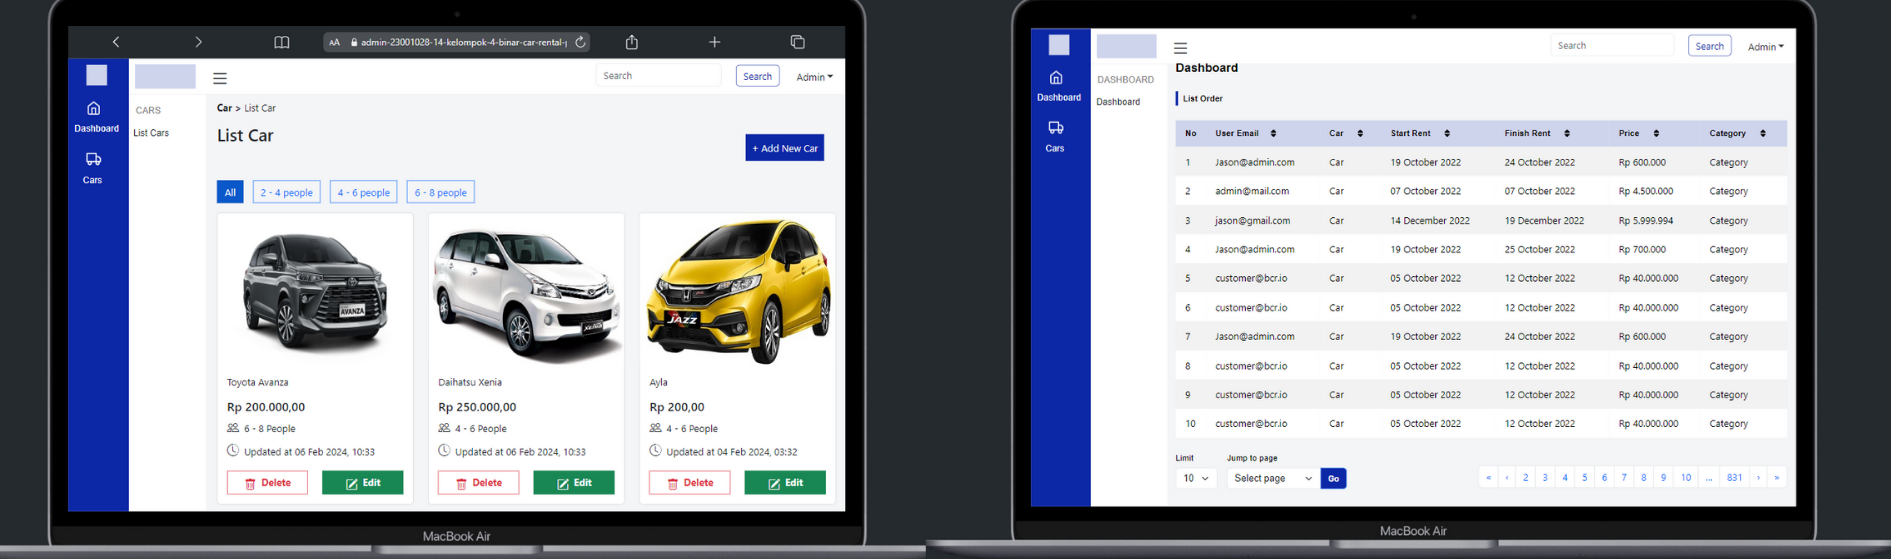 AA admin-23001028-14-kelompok-4-binar-car-rental-
Search Search Admin
Dashboard
Cars
CARS
List Cars
Car > List Car
List Car
+ Add New Car
All 2 - 4 people 4 - 6 people 6 - 8 people
AVANZA
JAZZ
Toyota Avanza
Rp 200.000,00
6 - 8 People
Updated at 06 Feb 2024, 10:33
Delete Edit
Daihatsu Xenia
Rp 250.000,00
4 - 6 People
Updated at 06 Feb 2024, 10:33
Delete Edit
Ayla
Rp 200,00
4 - 6 People
Updated at 04 Feb 2024, 03:32
Delete Edit
MacBook Air
Search Search Admin
Dashboard
Cars
DASHBOARD
Dashboard
Dashboard
List Order
No User Email Car Start Rent Finish Rent Price Category
1 Jason@admin.com Car 19 October 2022 24 October 2022 Rp 600.000 Category
2 admin@mail.com Car 07 October 2022 07 October 2022 Rp 4.500.000 Category
3 jason@gmail.com Car 14 December 2022 19 December 2022 Rp 5.999.994 Category
4 Jason@admin.com Car 19 October 2022 25 October 2022 Rp 700.000 Category
5 customer@bcr.io Car 05 October 2022 12 October 2022 Rp 40.000.000 Category
6 customer@bcr.io Car 05 October 2022 12 October 2022 Rp 40.000.000 Category
7 Jason@admin.com Car 19 October 2022 24 October 2022 Rp 600.000 Category
8 customer@bcr.io Car 05 October 2022 12 October 2022 Rp 40.000.000 Category
9 customer@bcr.io Car 05 October 2022 12 October 2022 Rp 40.000.000 Category
10 customer@bcr.io Car 05 October 2022 12 October 2022 Rp 40.000.000 Category
Limit Jump to page
10 Select page Go
« ‹ 2 3 4 5 6 7 8 9 10 ... 831 › »
MacBook Air